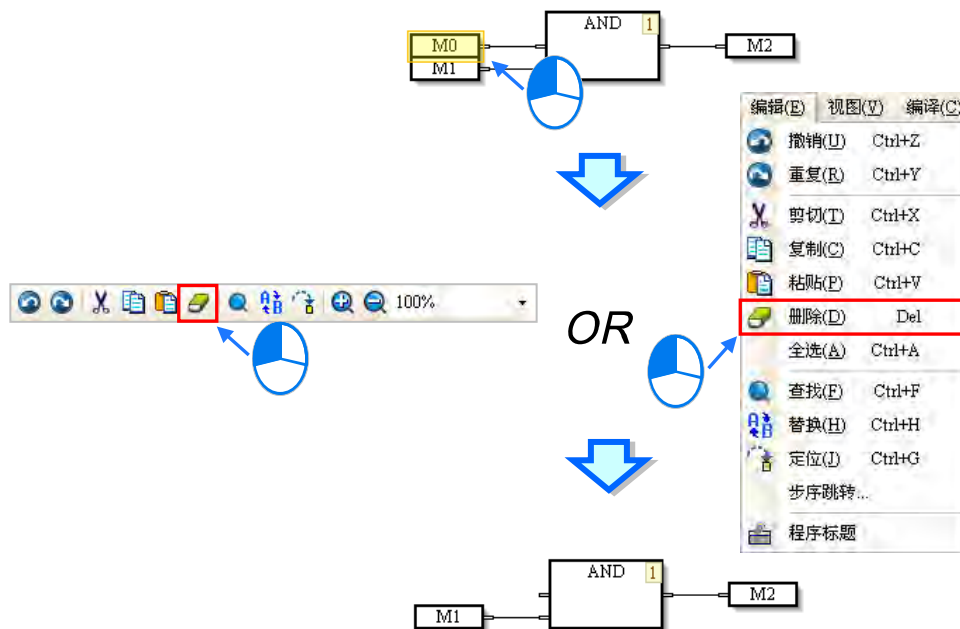 AND 1
M0
M2
M1
编辑(E) 视图(V) 编译(C)
撤销(U) Ctrl+Z
重复(R) Ctrl+Y
剪切(T) Ctrl+X
复制(C) Ctrl+C
粘贴(P) Ctrl+V
删除(D) Del
全选(A) Ctrl+A
查找(F) Ctrl+F
替换(H) Ctrl+H
定位(J) Ctrl+G
步序跳转...
程序标题
100%
OR
AND 1
M2
M1